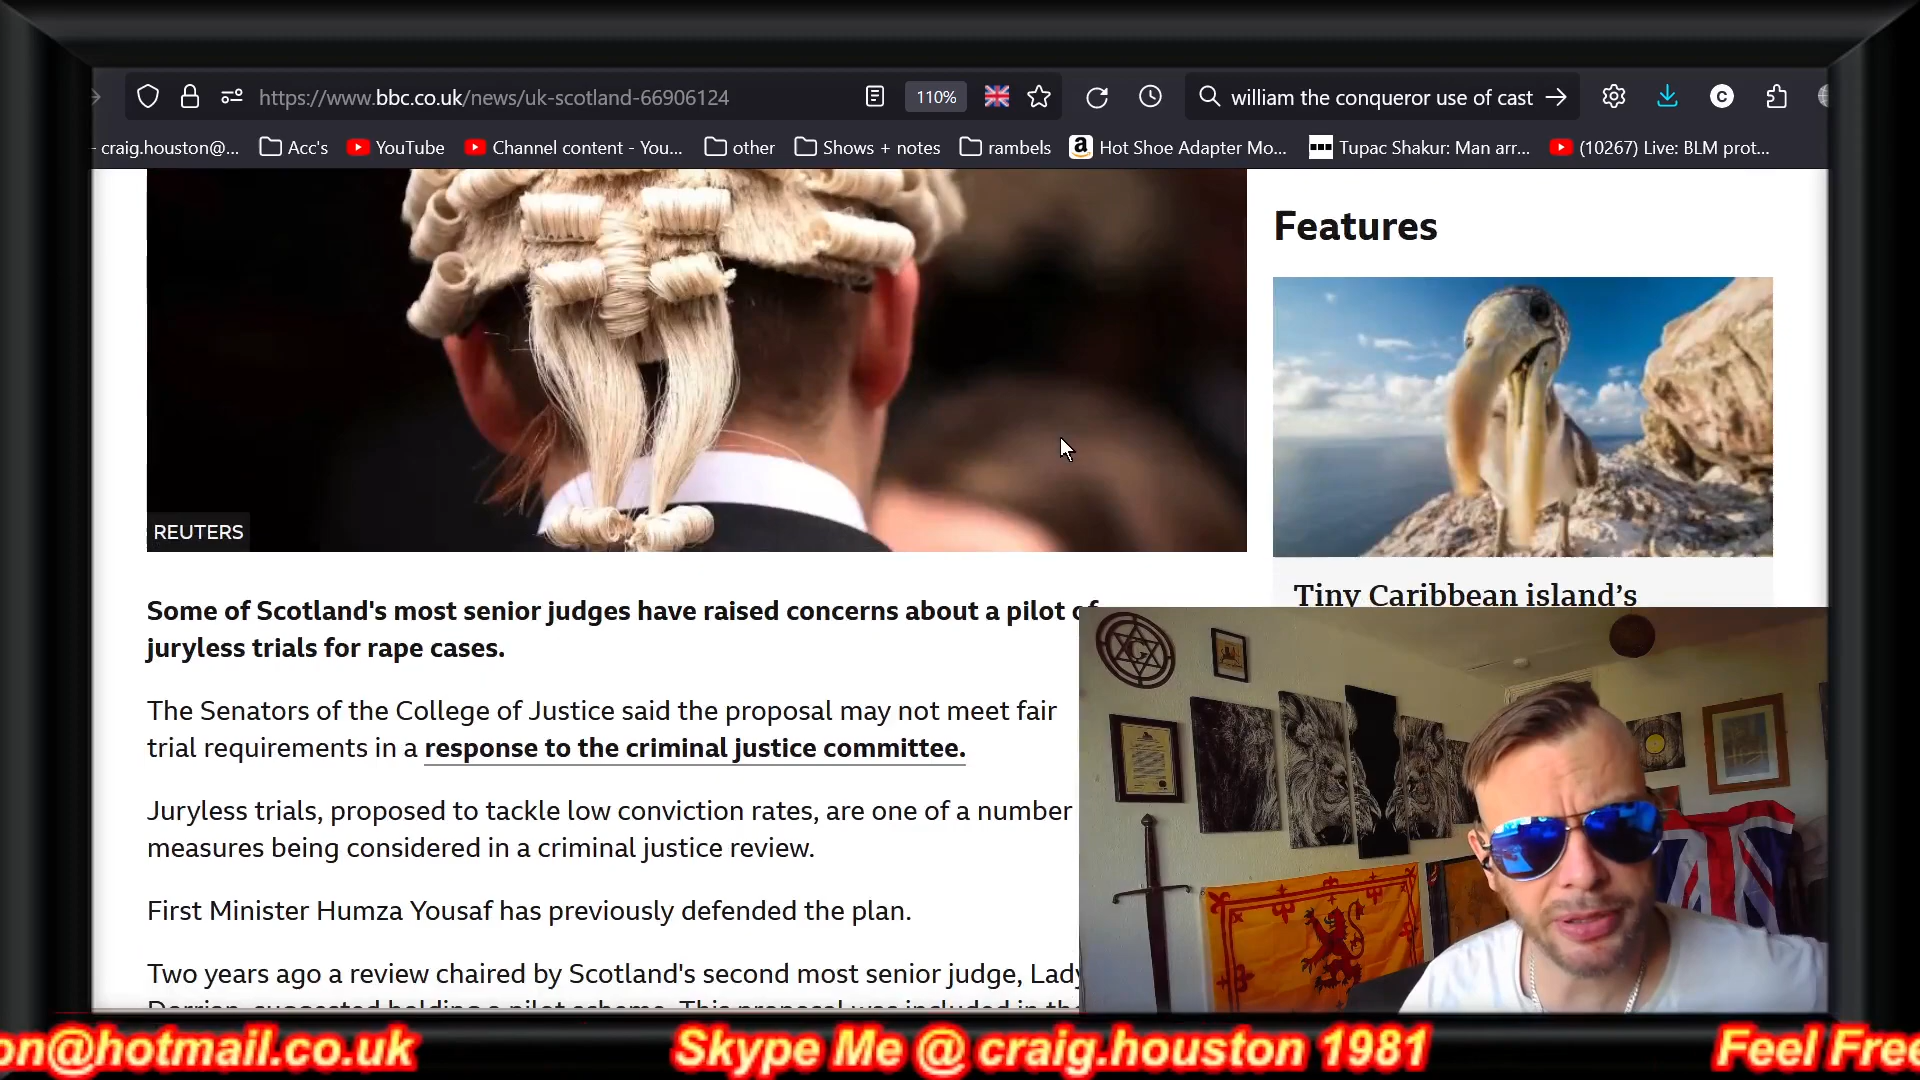 https://www.bbc.co.uk/news/uk-scotland-66906124
110%
william the conqueror use of cast
craig.houston@...
Acc's
YouTube
Channel content - You...
other
Shows + notes
rambels
Hot Shoe Adapter Mo...
Tupac Shakur: Man arr...
(10267) Live: BLM prot...
REUTERS
Features
Tiny Caribbean island's
Some of Scotland's most senior judges have raised concerns about a pilot of
juryless trials for rape cases.
The Senators of the College of Justice said the proposal may not meet fair
trial requirements in a response to the criminal justice committee.
Juryless trials, proposed to tackle low conviction rates, are one of a number
measures being considered in a criminal justice review.
First Minister Humza Yousaf has previously defended the plan.
Two years ago a review chaired by Scotland's second most senior judge, Lady
on@hotmail.co.uk
Skype Me @ craig.houston 1981
Feel Free